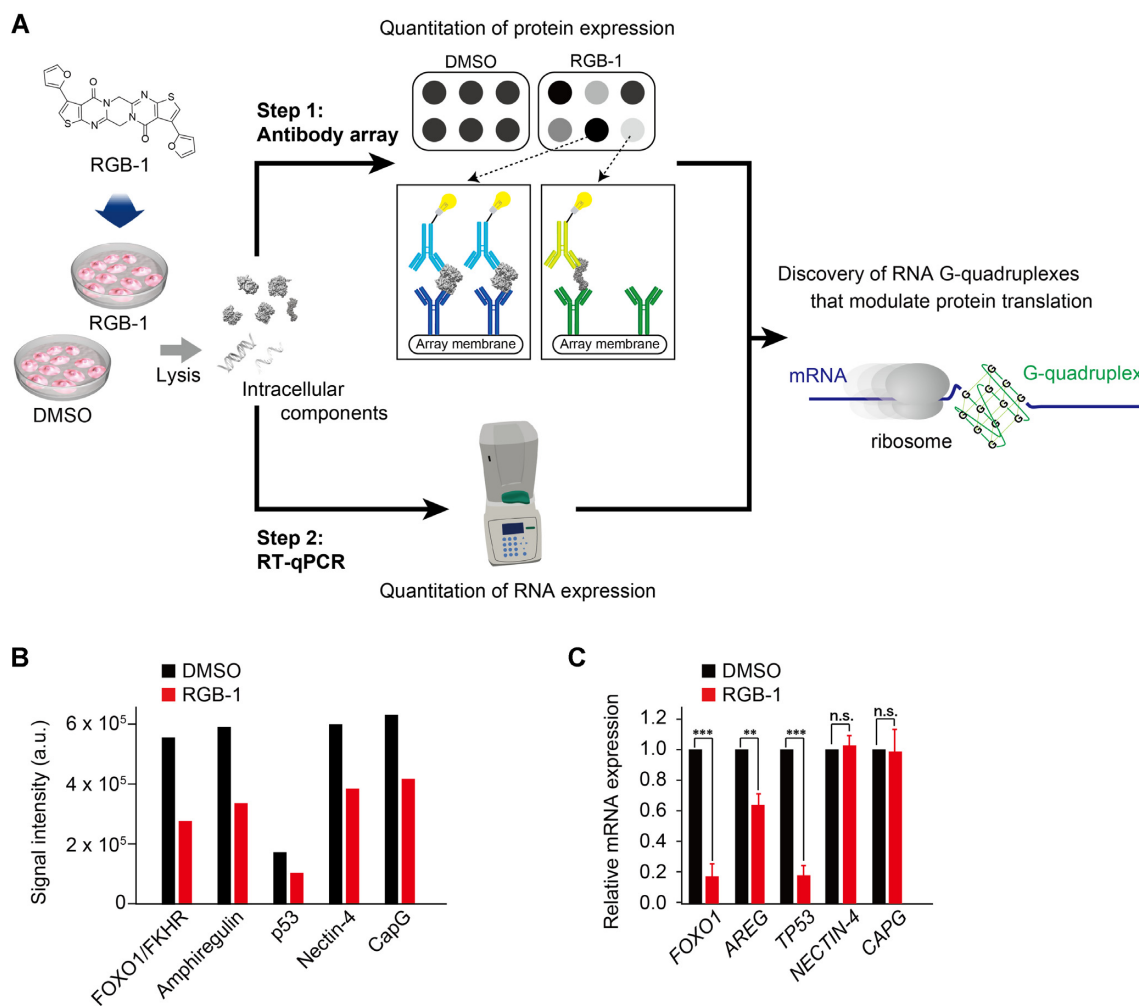 A
Quantitation of protein expression
DMSO
RGB-1
O
O
N
S
N
N
N
S
O
O
RGB-1
Step 1:
Antibody array
RGB-1
DMSO
Lysis
Intracellular
components
Array membrane
Array membrane
Discovery of RNA G-quadruplexes
that modulate protein translation
mRNA
G-quadruplex
G G G G G G G G G G G G
ribosome
Step 2:
RT-qPCR
Quantitation of RNA expression
B
DMSO
RGB-1
Signal intensity (a.u.)
6 x 10⁵
4 x 10⁵
2 x 10⁵
0
FOXO1/FKHR
Amphiregulin
p53
Nectin-4
CapG
C
DMSO
RGB-1
Relative mRNA expression
1.2
1.0
0.8
0.6
0.4
0.2
0.0
***
**
***
n.s.
n.s.
FOXO1
AREG
TP53
NECTIN-4
CAPG